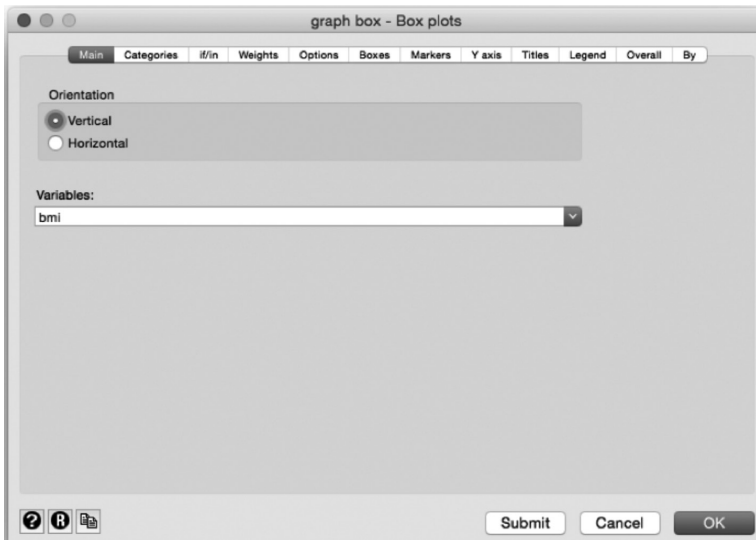 graph box - Box plots
Main Categories if/in Weights Options Boxes Markers Y axis Titles Legend Overall By
Orientation
Vertical
Horizontal
Variables:
bmi
? R
Submit Cancel OK